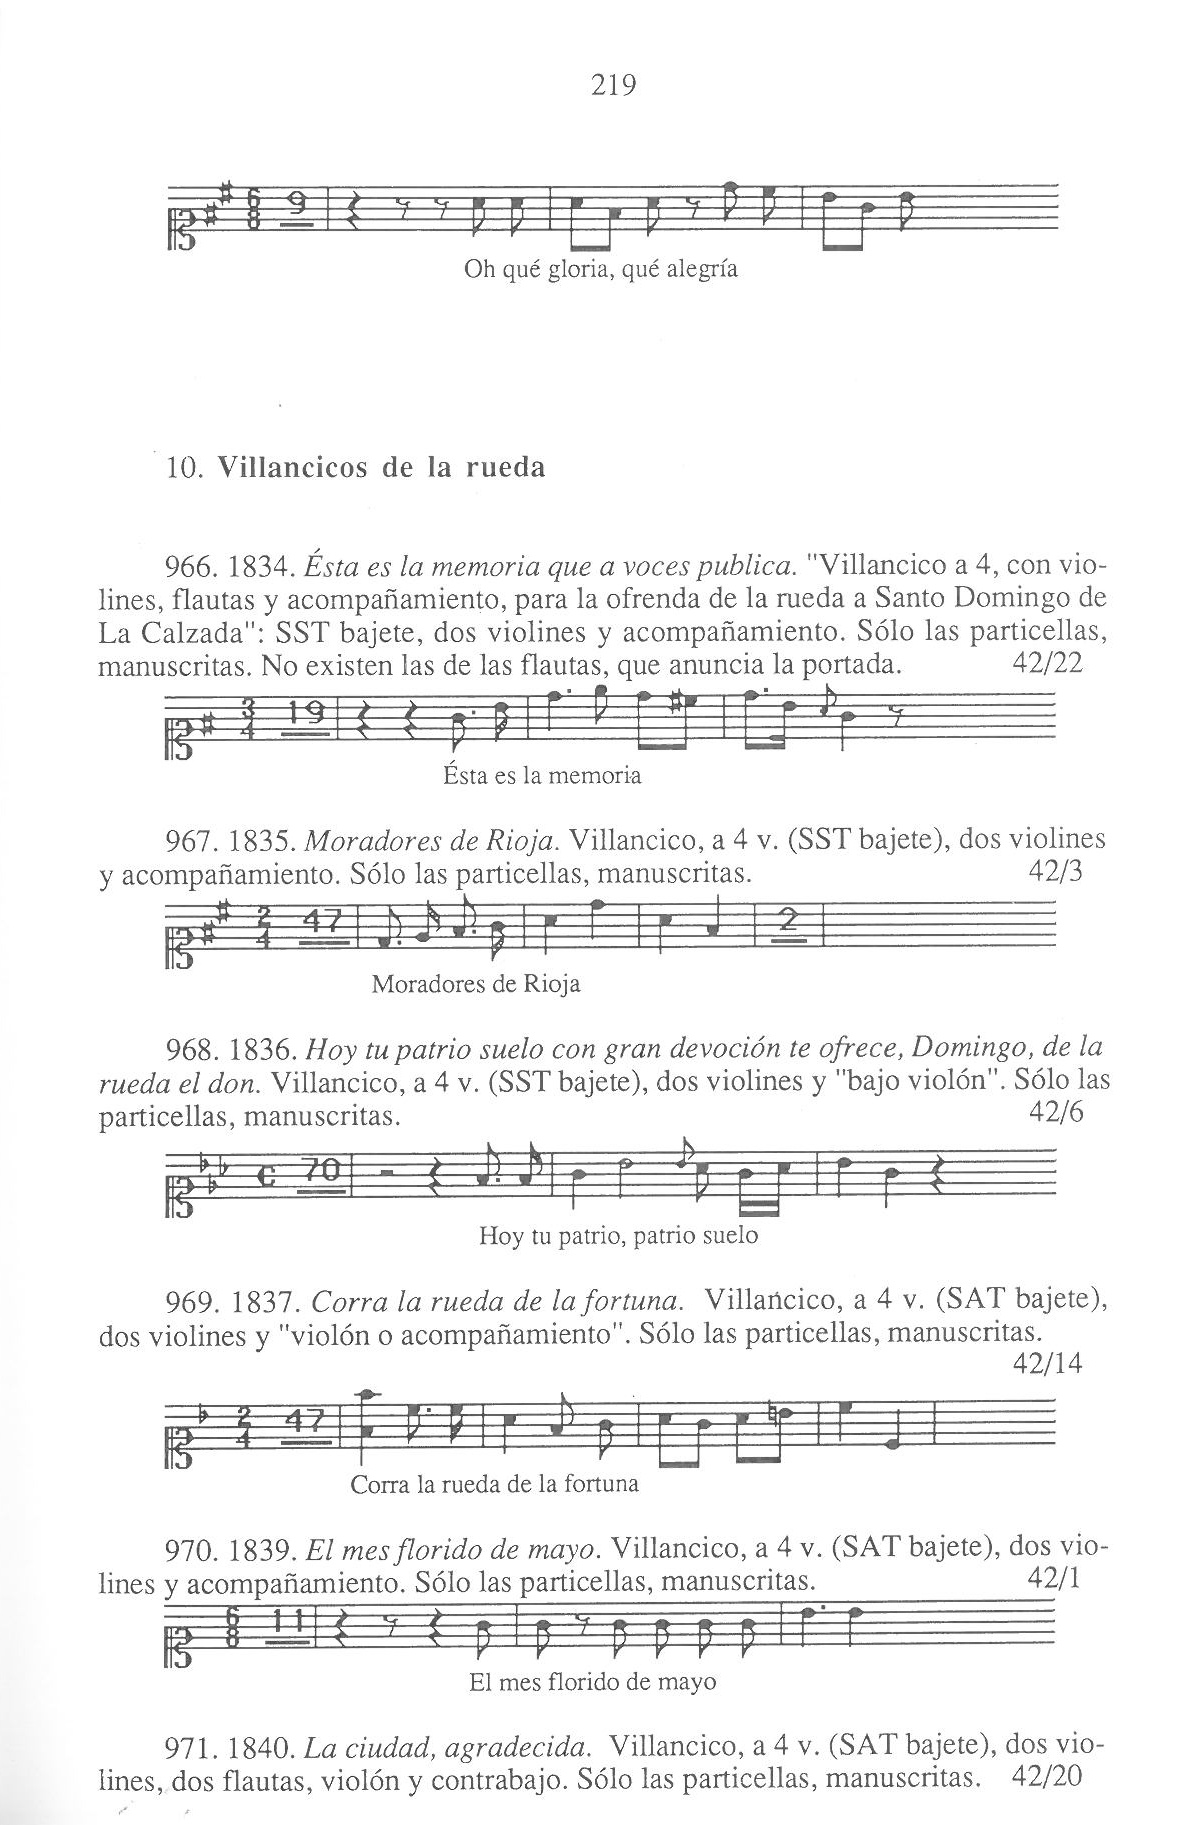 219
6 8 9
Oh qué gloria, qué alegría
10. Villancicos de la rueda
966. 1834. Ésta es la memoria que a voces publica. "Villancico a 4, con vio-
lines, flautas y acompañamiento, para la ofrenda de la rueda a Santo Domingo de
La Calzada": SST bajete, dos violines y acompañamiento. Sólo las particellas,
manuscritas. No existen las de las flautas, que anuncia la portada. 42/22
3 4 19
Ésta es la memoria
967. 1835. Moradores de Rioja. Villancico, a 4 v. (SST bajete), dos violines
y acompañamiento. Sólo las particellas, manuscritas. 42/3
2 4 47 2
Moradores de Rioja
968. 1836. Hoy tu patrio suelo con gran devoción te ofrece, Domingo, de la
rueda el don. Villancico, a 4 v. (SST bajete), dos violines y "bajo violón". Sólo las
particellas, manuscritas. 42/6
70
Hoy tu patrio, patrio suelo
969. 1837. Corra la rueda de la fortuna. Villancico, a 4 v. (SAT bajete),
dos violines y "violón o acompañamiento". Sólo las particellas, manuscritas.
42/14
2 4 47
Corra la rueda de la fortuna
970. 1839. El mes florido de mayo. Villancico, a 4 v. (SAT bajete), dos vio-
lines y acompañamiento. Sólo las particellas, manuscritas. 42/1
6 8 11
El mes florido de mayo
971. 1840. La ciudad, agradecida. Villancico, a 4 v. (SAT bajete), dos vio-
lines, dos flautas, violón y contrabajo. Sólo las particellas, manuscritas. 42/20